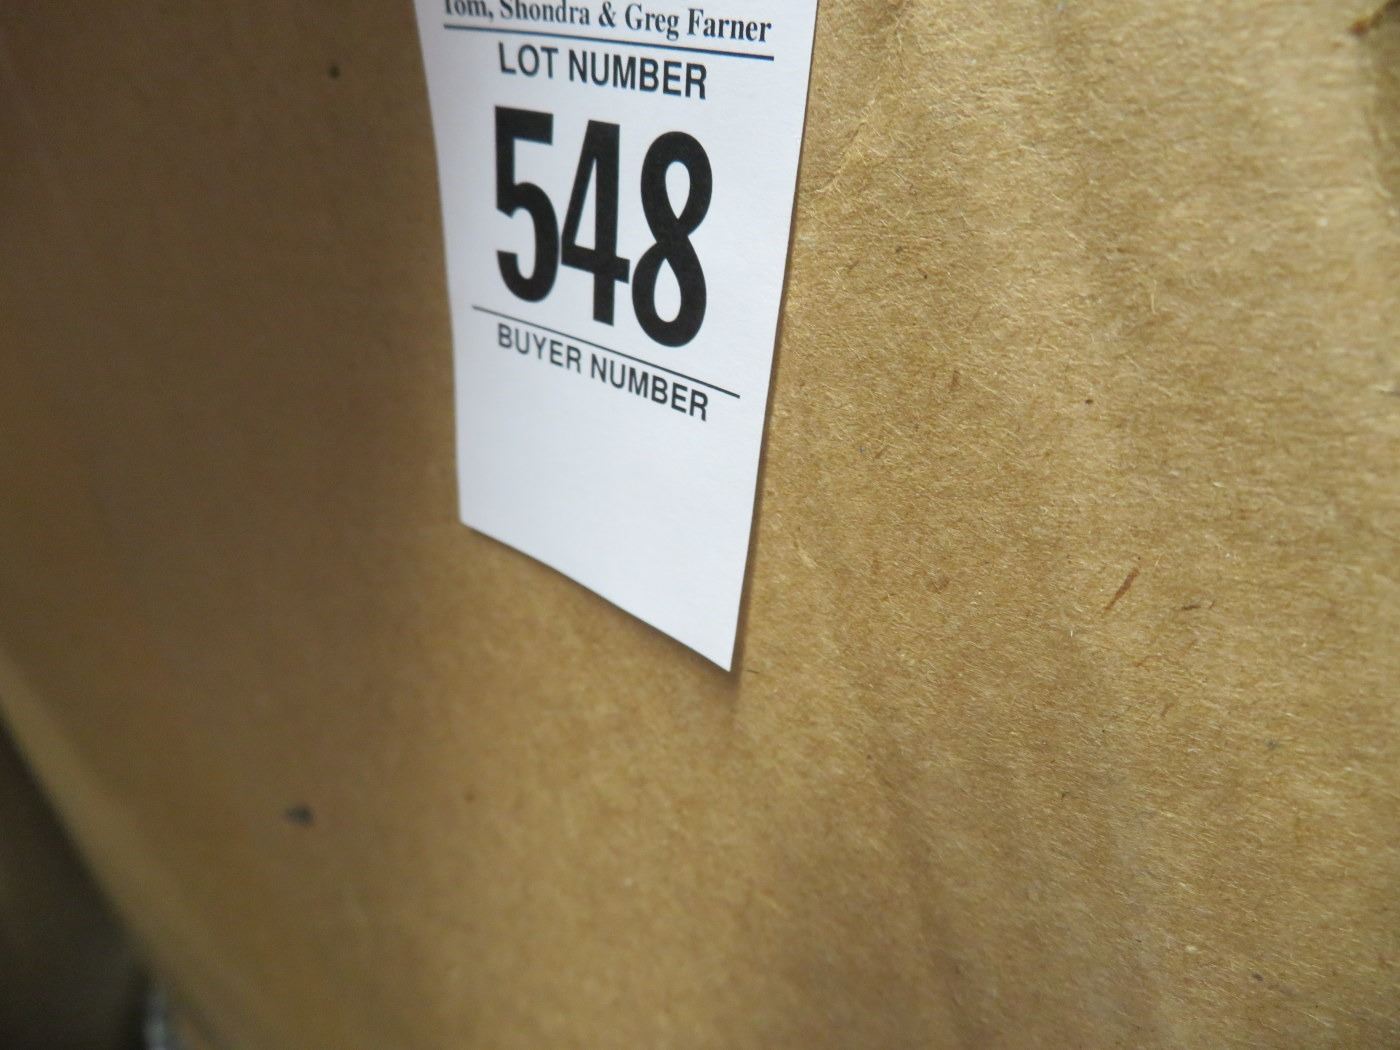 Tom, Shondra & Greg Farner
LOT NUMBER
548
BUYER NUMBER